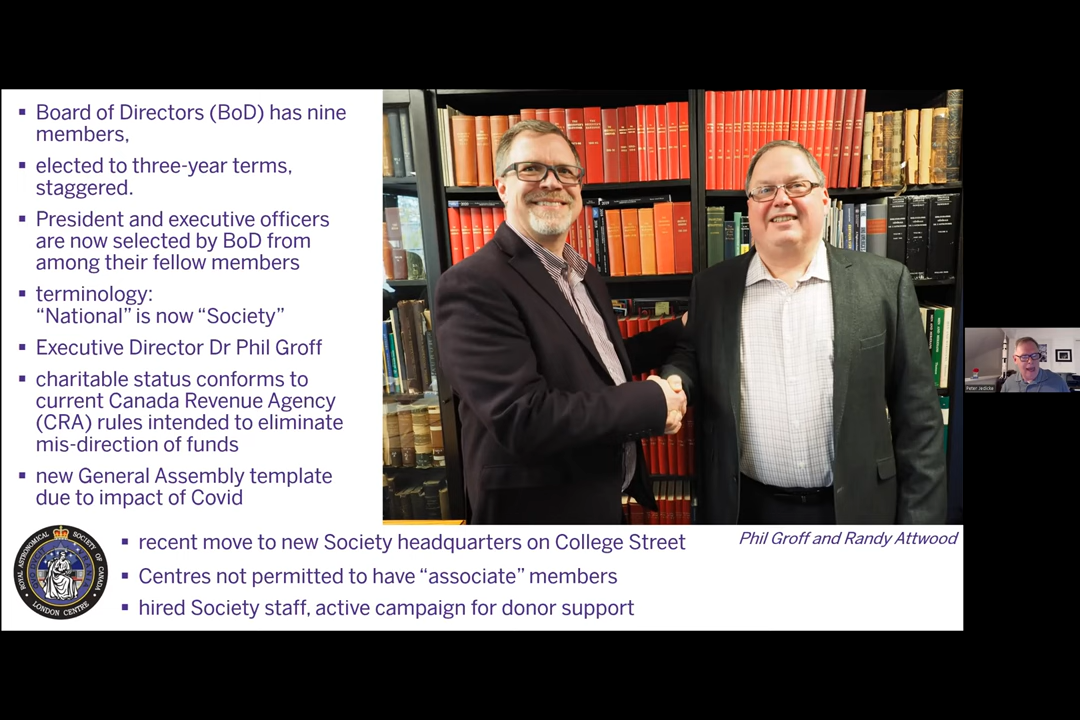 ▪ Board of Directors (BoD) has nine
members,
▪ elected to three-year terms,
staggered.
▪ President and executive officers
are now selected by BoD from
among their fellow members
▪ terminology:
“National” is now “Society”
▪ Executive Director Dr Phil Groff
▪ charitable status conforms to
current Canada Revenue Agency
(CRA) rules intended to eliminate
mis-direction of funds
▪ new General Assembly template
due to impact of Covid
▪ recent move to new Society headquarters on College Street
▪ Centres not permitted to have “associate” members
▪ hired Society staff, active campaign for donor support
Phil Groff and Randy Attwood
ROYAL ASTRONOMICAL SOCIETY OF CANADA
LONDON CENTRE
Peter Jedicke